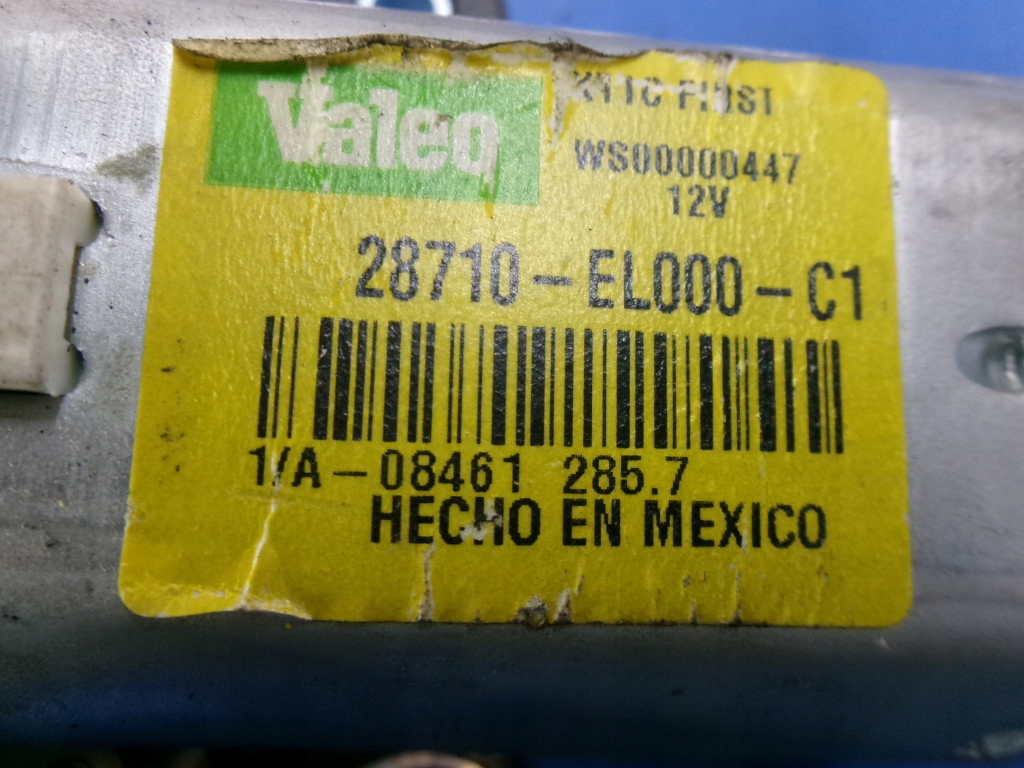 Valeo
WS00000447
12V
28710-EL000-C1
1/A-08461 285.7
HECHO EN MEXICO